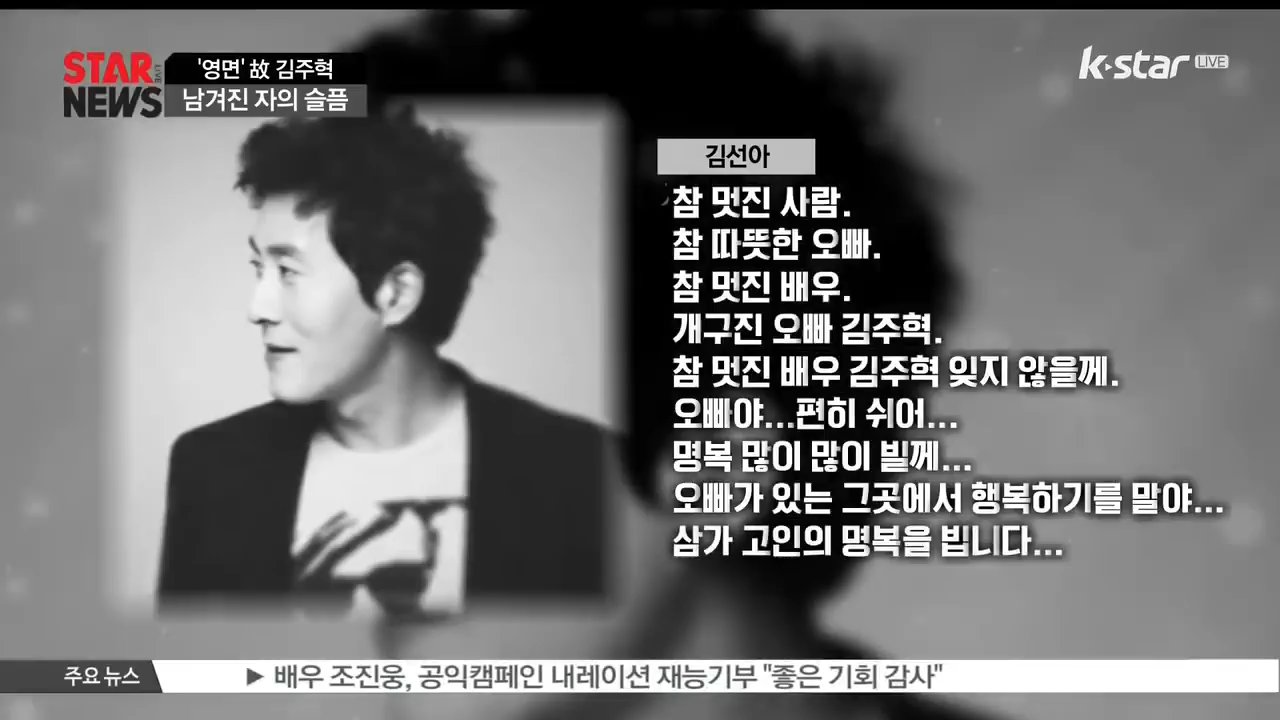 STAR LIVE
NEWS
'영면' 故 김주혁
남겨진 자의 슬픔
k·star LIVE
김선아
참 멋진 사람.
참 따뜻한 오빠.
참 멋진 배우.
개구진 오빠 김주혁.
참 멋진 배우 김주혁 잊지 않을께.
오빠야...편히 쉬어...
명복 많이 많이 빌께...
오빠가 있는 그곳에서 행복하기를 말야...
삼가 고인의 명복을 빕니다...
주요 뉴스
▶ 배우 조진웅, 공익캠페인 내레이션 재능기부 "좋은 기회 감사"